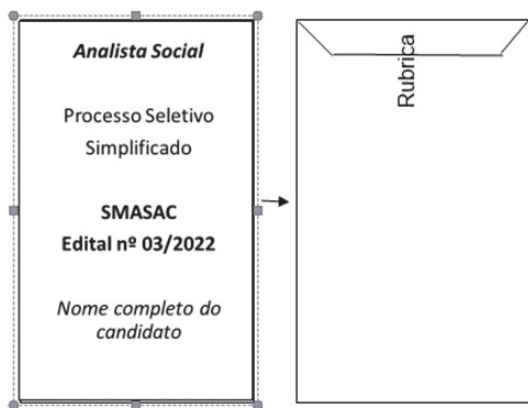 Analista Social
Processo Seletivo
Simplificado
SMASAC
Edital nº 03/2022
Nome completo do
candidato
Rubrica